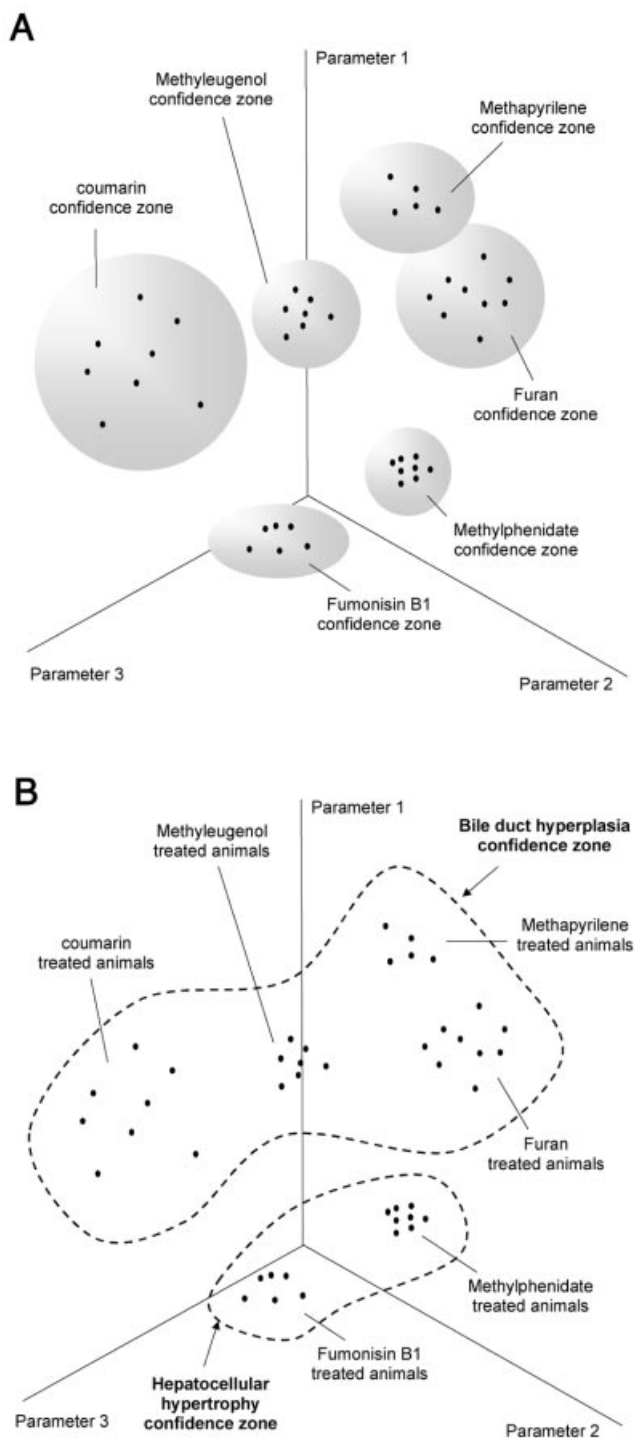 A
Parameter 1
Methyleugenol
confidence zone
Methapyrilene
confidence zone
coumarin
confidence zone
Furan
confidence zone
Methylphenidate
confidence zone
Fumonisin B1
confidence zone
Parameter 3
Parameter 2
B
Parameter 1
Bile duct hyperplasia
confidence zone
Methyleugenol
treated animals
Methapyrilene
treated animals
coumarin
treated animals
Furan
treated animals
Methylphenidate
treated animals
Fumonisin B1
treated animals
Hepatocellular
hypertrophy
confidence zone
Parameter 3
Parameter 2